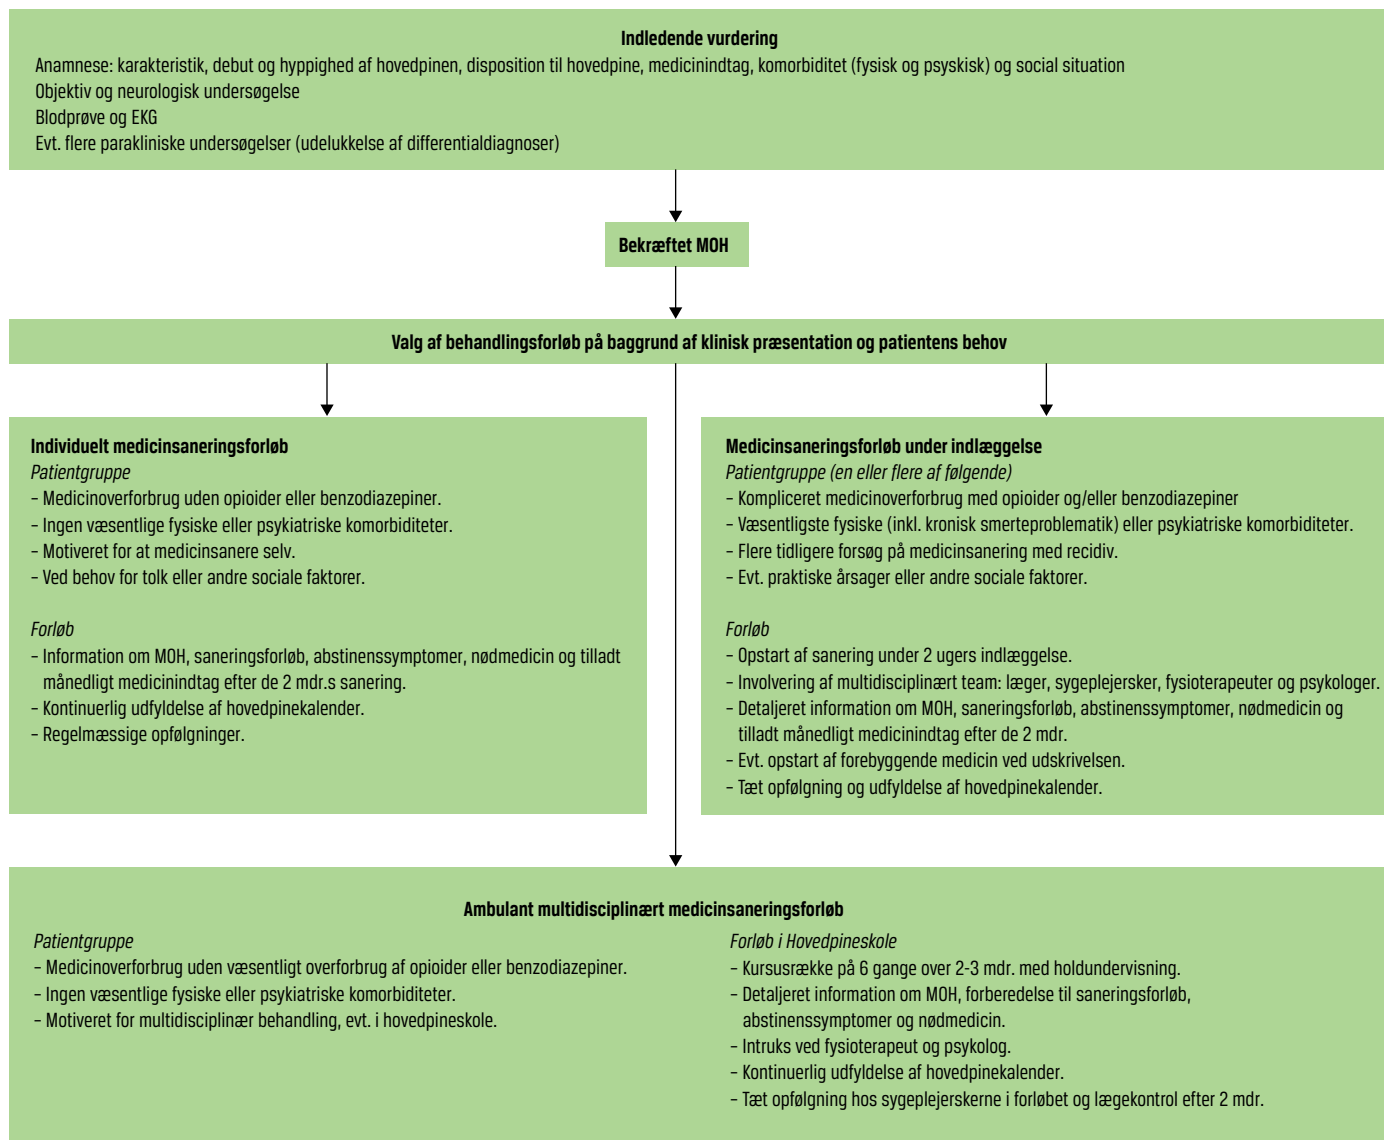 Indledende vurdering
Anamnese: karakteristik, debut og hyppighed af hovedpinen, disposition til hovedpine, medicinindtag, komorbiditet (fysisk og psyskisk) og social situation
Objektiv og neurologisk undersøgelse
Blodprøve og EKG
Evt. flere parakliniske undersøgelser (udelukkelse af differentialdiagnoser)
Bekræftet MOH
Valg af behandlingsforløb på baggrund af klinisk præsentation og patientens behov
Individuelt medicinsaneringsforløb
Patientgruppe
– Medicinoverforbrug uden opioider eller benzodiazepiner.
– Ingen væsentlige fysiske eller psykiatriske komorbiditeter.
– Motiveret for at medicinsanere selv.
– Ved behov for tolk eller andre sociale faktorer.
Forløb
– Information om MOH, saneringsforløb, abstinenssymptomer, nødmedicin og tilladt
månedligt medicinindtag efter de 2 mdr.s sanering.
– Kontinuerlig udfyldelse af hovedpinekalender.
– Regelmæssige opfølgninger.
Medicinsaneringsforløb under indlæggelse
Patientgruppe (en eller flere af følgende)
– Kompliceret medicinoverforbrug med opioider og/eller benzodiazepiner
– Væsentligste fysiske (inkl. kronisk smerteproblematik) eller psykiatriske komorbiditeter.
– Flere tidligere forsøg på medicinsanering med recidiv.
– Evt. praktiske årsager eller andre sociale faktorer.
Forløb
– Opstart af sanering under 2 ugers indlæggelse.
– Involvering af multidisciplinært team: læger, sygeplejersker, fysioterapeuter og psykologer.
– Detaljeret information om MOH, saneringsforløb, abstinenssymptomer, nødmedicin og
tilladt månedligt medicinindtag efter de 2 mdr.
– Evt. opstart af forebyggende medicin ved udskrivelsen.
– Tæt opfølgning og udfyldelse af hovedpinekalender.
Ambulant multidisciplinært medicinsaneringsforløb
Patientgruppe
– Medicinoverforbrug uden væsentligt overforbrug af opioider eller benzodiazepiner.
– Ingen væsentlige fysiske eller psykiatriske komorbiditeter.
– Motiveret for multidisciplinær behandling, evt. i hovedpineskole.
Forløb i Hovedpineskole
– Kursusrække på 6 gange over 2-3 mdr. med holdundervisning.
– Detaljeret information om MOH, forberedelse til saneringsforløb,
abstinenssymptomer og nødmedicin.
– Intruks ved fysioterapeut og psykolog.
– Kontinuerlig udfyldelse af hovedpinekalender.
– Tæt opfølgning hos sygeplejerskerne i forløbet og lægekontrol efter 2 mdr.